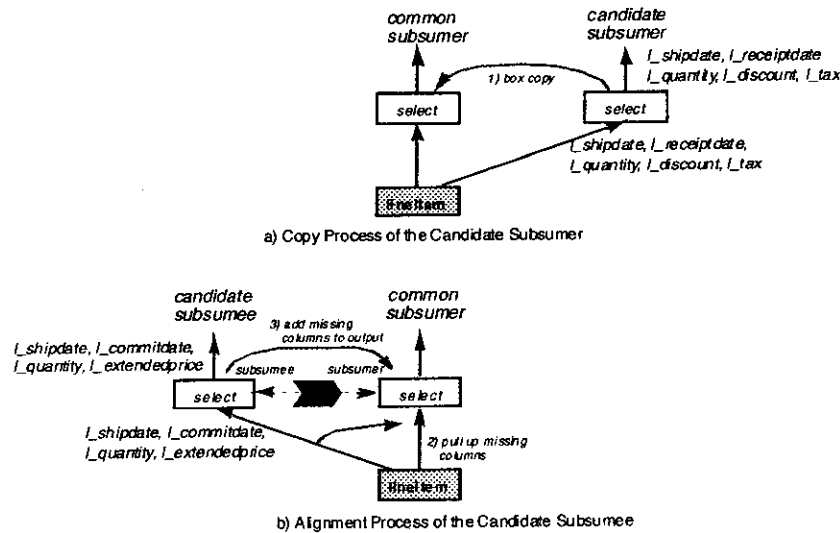 common
subsumer
candidate
subsumer
l_shipdate, l_receiptdate
l_quantity, l_discount, l_tax
1) box copy
select
select
l_shipdate, l_receiptdate,
l_quantity, l_discount, l_tax
lineitem
a) Copy Process of the Candidate Subsumer
candidate
subsumee
common
subsumer
3) add missing
columns to output
l_shipdate, l_commitdate,
l_quantity, l_extendedprice
subsumee
subsumer
select
select
l_shipdate, l_commitdate,
l_quantity, l_extendedprice
2) pull up missing
columns
lineitem
b) Alignment Process of the Candidate Subsumee